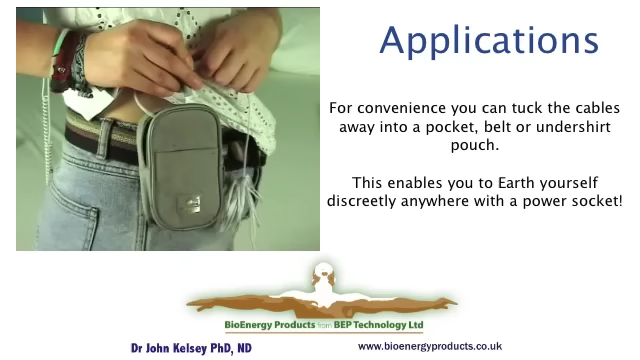 Applications
For convenience you can tuck the cables
away into a pocket, belt or undershirt
pouch.
This enables you to Earth yourself
discreetly anywhere with a power socket!
BioEnergy Products from BEP Technology Ltd
Dr John Kelsey PhD, ND
www.bioenergyproducts.co.uk